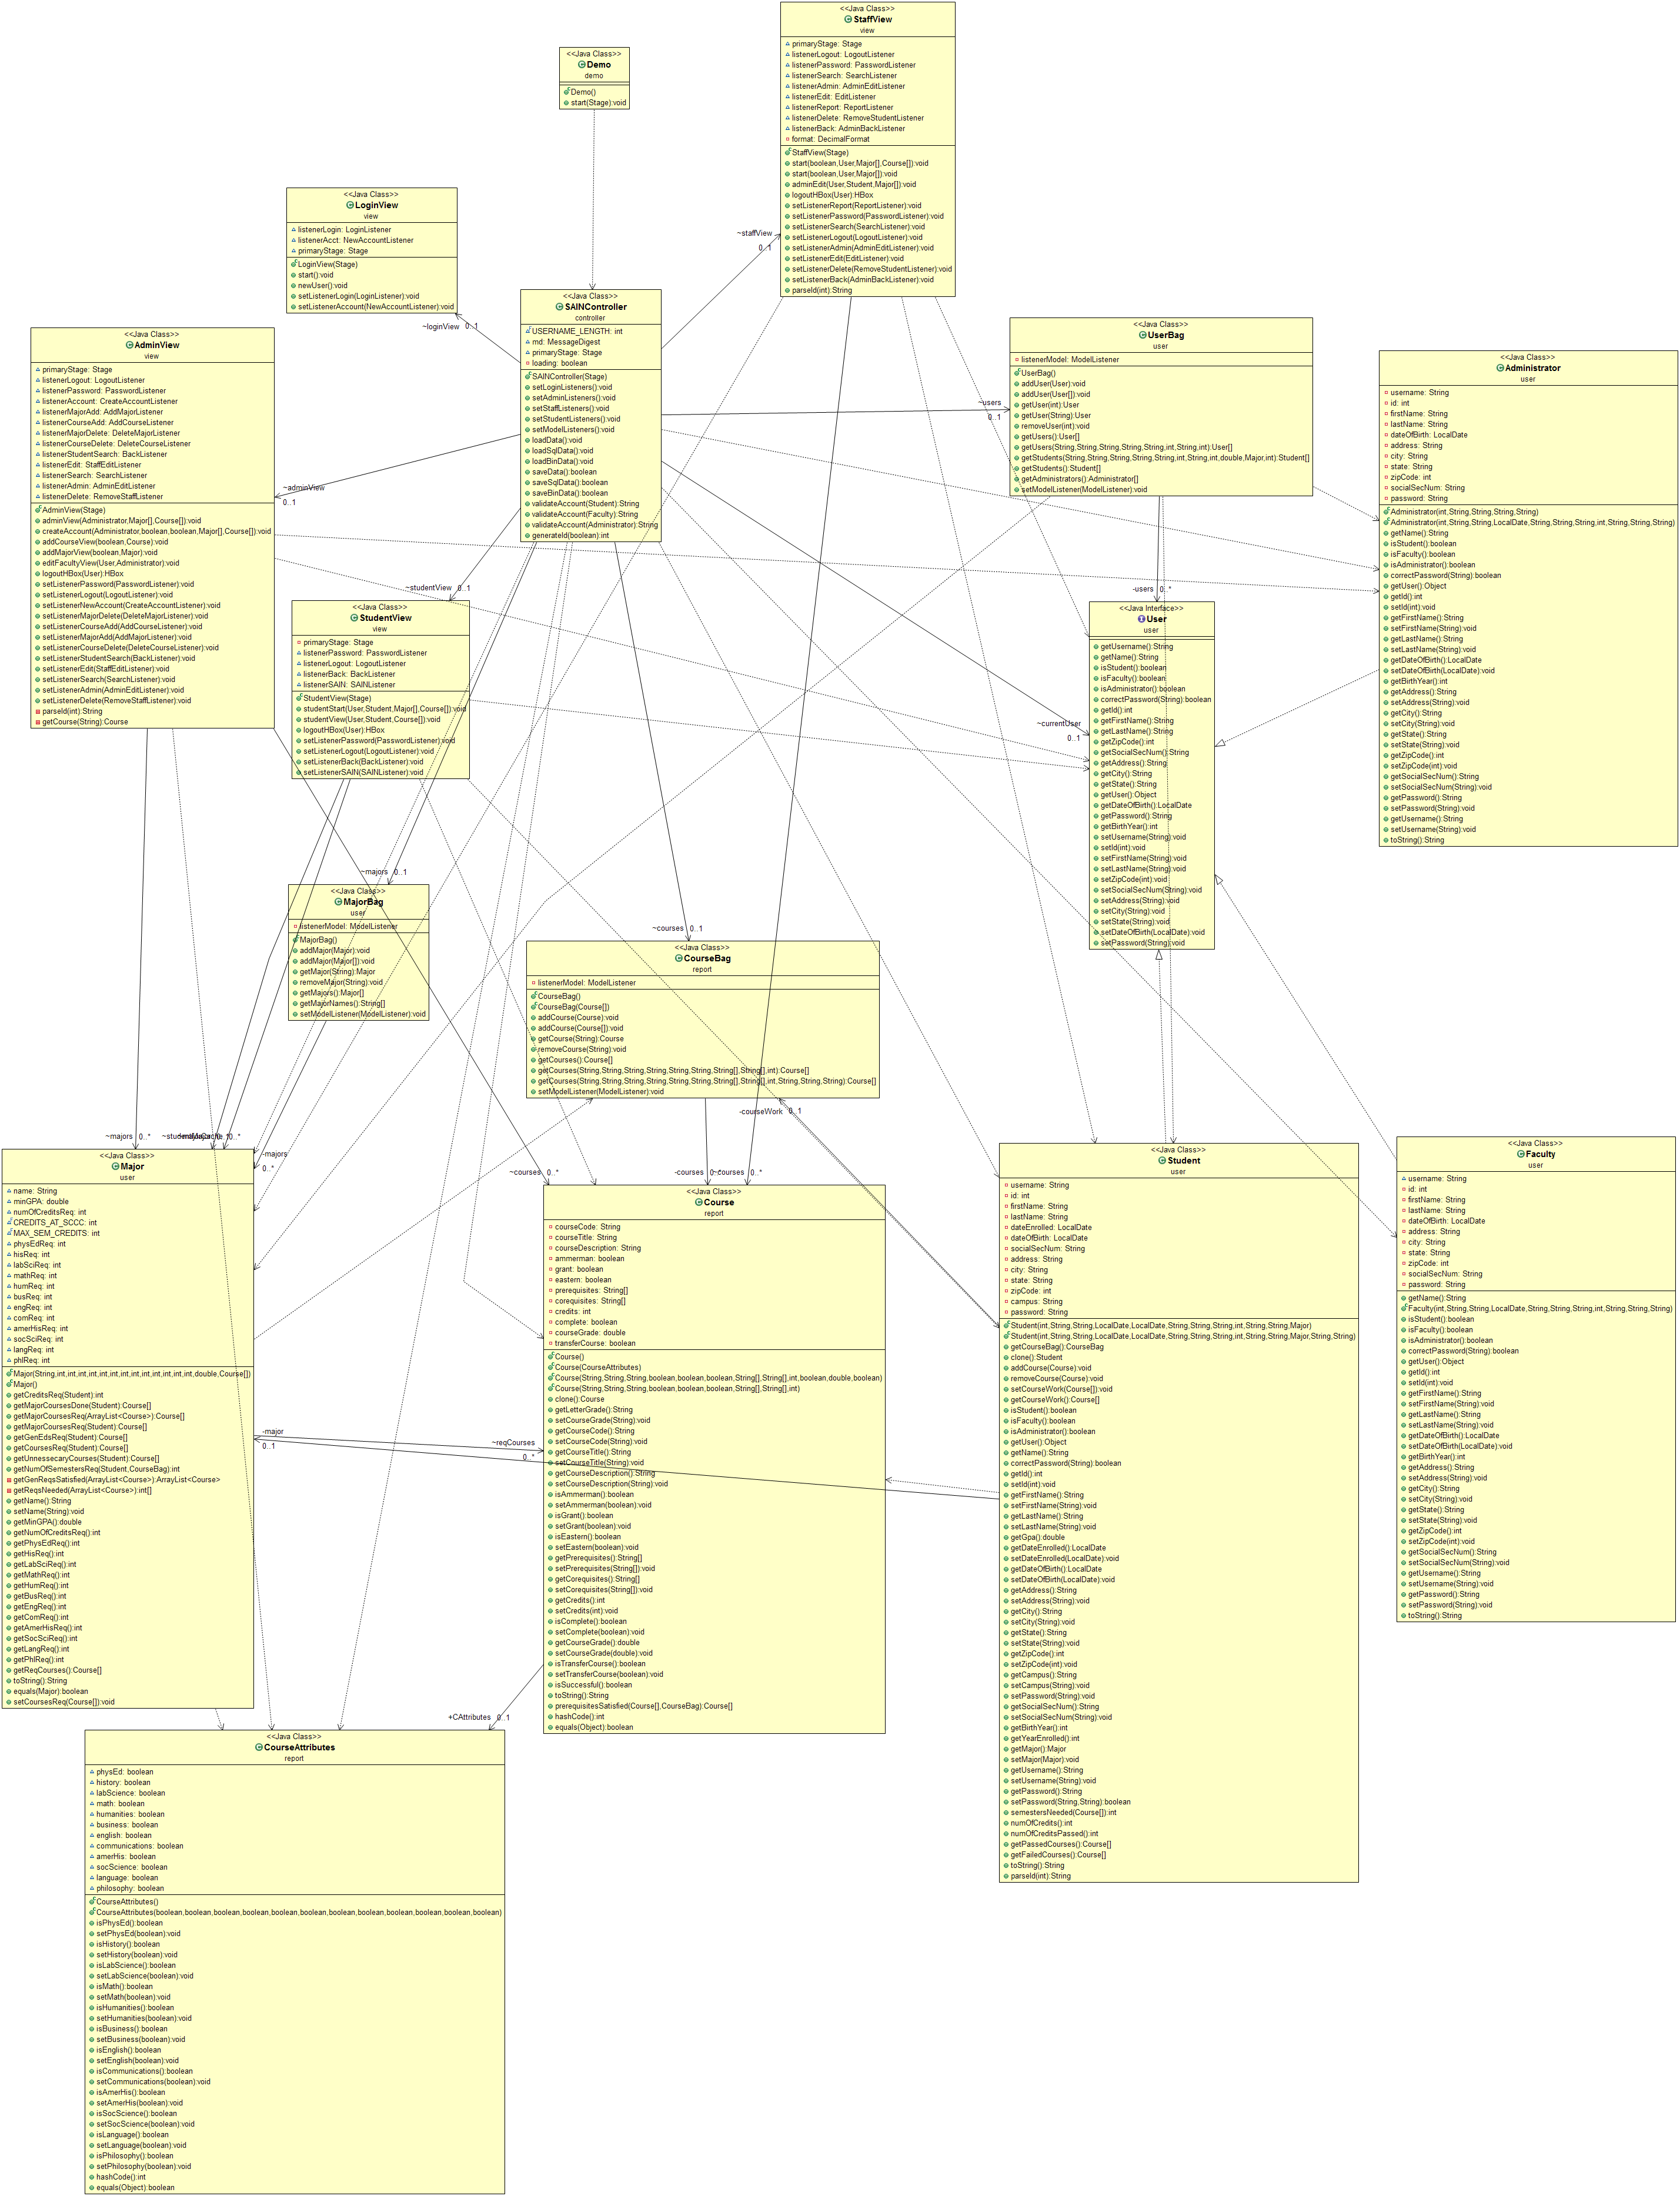 <<Java Class>>
StaffView
view
primaryStage: Stage
listenerLogout: LogoutListener
listenerPassword: PasswordListener
listenerSearch: SearchListener
listenerAdmin: AdminEditListener
listenerEdit: EditListener
listenerReport: ReportListener
listenerDelete: RemoveStudentListener
listenerBack: AdminBackListener
format: DecimalFormat
StaffView(Stage)
start(boolean,User,Major[],Course[]):void
start(boolean,User,Major[]):void
adminEdit(User,Student,Major[]):void
logoutHBox(User):HBox
setListenerReport(ReportListener):void
setListenerPassword(PasswordListener):void
setListenerSearch(SearchListener):void
setListenerLogout(LogoutListener):void
setListenerAdmin(AdminEditListener):void
setListenerEdit(EditListener):void
setListenerDelete(RemoveStudentListener):void
setListenerBack(AdminBackListener):void
parseId(int):String
<<Java Class>>
Demo
demo
Demo()
start(Stage):void
<<Java Class>>
LoginView
view
listenerLogin: LoginListener
listenerAcct: NewAccountListener
primaryStage: Stage
LoginView(Stage)
start():void
newUser():void
setListenerLogin(LoginListener):void
setListenerAccount(NewAccountListener):void
~staffView
0..1
~loginView 0..1
<<Java Class>>
SAINController
controller
USERNAME_LENGTH: int
md: MessageDigest
primaryStage: Stage
loading: boolean
SAINController(Stage)
setLoginListeners():void
setAdminListeners():void
setStaffListeners():void
setStudentListeners():void
setModelListeners():void
loadData():void
loadSqlData():void
loadBinData():void
saveData():boolean
saveSqlData():boolean
saveBinData():boolean
validateAccount(Student):String
validateAccount(Faculty):String
validateAccount(Administrator):String
generateId(boolean):int
<<Java Class>>
AdminView
view
primaryStage: Stage
listenerLogout: LogoutListener
listenerPassword: PasswordListener
listenerAccount: CreateAccountListener
listenerMajorAdd: AddMajorListener
listenerCourseAdd: AddCourseListener
listenerMajorDelete: DeleteMajorListener
listenerCourseDelete: DeleteCourseListener
listenerStudentSearch: BackListener
listenerEdit: StaffEditListener
listenerSearch: SearchListener
listenerAdmin: AdminEditListener
listenerDelete: RemoveStaffListener
AdminView(Stage)
adminView(Administrator,Major[],Course[]):void
createAccount(Administrator,boolean,boolean,Major[],Course[]):void
addCourseView(boolean,Course):void
addMajorView(boolean,Major):void
editFacultyView(User,Administrator):void
logoutHBox(User):HBox
setListenerPassword(PasswordListener):void
setListenerLogout(LogoutListener):void
setListenerNewAccount(CreateAccountListener):void
setListenerMajorDelete(DeleteMajorListener):void
setListenerCourseAdd(AddCourseListener):void
setListenerMajorAdd(AddMajorListener):void
setListenerCourseDelete(DeleteCourseListener):void
setListenerStudentSearch(BackListener):void
setListenerEdit(StaffEditListener):void
setListenerSearch(SearchListener):void
setListenerAdmin(AdminEditListener):void
setListenerDelete(RemoveStaffListener):void
parseId(int):String
getCourse(String):Course
~adminView
0..1
~users
0..1
<<Java Class>>
UserBag
user
listenerModel: ModelListener
UserBag()
addUser(User):void
addUser(User[]):void
getUser(int):User
getUser(String):User
removeUser(int):void
getUsers():User[]
getUsers(String,String,String,String,String,int,String,int):User[]
getStudents(String,String,String,String,String,int,String,int,double,Major,int):Student[]
getStudents():Student[]
getAdministrators():Administrator[]
setModelListener(ModelListener):void
<<Java Class>>
Administrator
user
username: String
id: int
firstName: String
lastName: String
dateOfBirth: LocalDate
address: String
city: String
state: String
zipCode: int
socialSecNum: String
password: String
Administrator(int,String,String,String)
Administrator(int,String,String,LocalDate,String,String,String,int,String,String,String)
getName():String
isStudent():boolean
isFaculty():boolean
isAdministrator():boolean
correctPassword(String):boolean
getUser():Object
getId():int
setId(int):void
getFirstName():String
setFirstName(String):void
getLastName():String
setLastName(String):void
getDateOfBirth():LocalDate
setDateOfBirth(LocalDate):void
getBirthYear():int
getAddress():String
setAddress(String):void
getCity():String
setCity(String):void
getState():String
setState(String):void
getZipCode():int
setZipCode(int):void
getSocialSecNum():String
setSocialSecNum(String):void
getPassword():String
setPassword(String):void
getUsername():String
setUsername(String):void
toString():String
~studentView 0..1
<<Java Class>>
StudentView
view
primaryStage: Stage
listenerPassword: PasswordListener
listenerLogout: LogoutListener
listenerBack: BackListener
listenerSAIN: SAINListener
StudentView(Stage)
studentStart(User,Student,Major[],Course[]):void
studentView(User,Student,Course[]):void
logoutHBox(User):HBox
setListenerPassword(PasswordListener):void
setListenerLogout(LogoutListener):void
setListenerBack(BackListener):void
setListenerSAIN(SAINListener):void
-users 0..*
~currentUser
0..1
<<Java Interface>>
User
user
getUsername():String
getName():String
isStudent():boolean
isFaculty():boolean
isAdministrator():boolean
correctPassword(String):boolean
getId():int
getFirstName():String
getLastName():String
getZipCode():int
getSocialSecNum():String
getAddress():String
getCity():String
getState():String
getUser():Object
getDateOfBirth():LocalDate
getPassword():String
getBirthYear():int
setUsername(String):void
setId(int):void
setFirstName(String):void
setLastName(String):void
setZipCode(int):void
setSocialSecNum(String):void
setAddress(String):void
setCity(String):void
setState(String):void
setDateOfBirth(LocalDate):void
setPassword(String):void
~majors 0..1
<<Java Class>>
MajorBag
user
listenerModel: ModelListener
MajorBag()
addMajor(Major):void
addMajor(Major[]):void
getMajor(String):Major
removeMajor(String):void
getMajors():Major[]
getMajorNames():String[]
setModelListener(ModelListener):void
~courses 0..1
<<Java Class>>
CourseBag
report
listenerModel: ModelListener
CourseBag()
CourseBag(Course[])
addCourse(Course):void
addCourse(Course[]):void
getCourse(String):Course
removeCourse(String):void
getCourses():Course[]
getCourses(String,String,String,String,String,String,String[],String[],int):Course[]
getCourses(String,String,String,String,String,String,String[],String[],int,String,String,String):Course[]
setModelListener(ModelListener):void
-courseWork 0..1
~majors 0..*
0..*
-majors
0..*
~courses 0..*
-courses
~courses 0..*
<<Java Class>>
Major
user
name: String
minGPA: double
numOfCreditsReq: int
CREDITS_AT_SCCC: int
MAX_SEM_CREDITS: int
physEdReq: int
hisReq: int
labSciReq: int
mathReq: int
humReq: int
busReq: int
engReq: int
comReq: int
amerHisReq: int
socSciReq: int
langReq: int
phlReq: int
Major(String,int,int,int,int,int,int,int,int,int,int,int,int,int,double,Course[])
Major()
getCreditsReq(Student):int
getMajorCoursesDone(Student):Course[]
getMajorCoursesReq(ArrayList<Course>):Course[]
getMajorCoursesReq(Student):Course[]
getGenEdsReq(Student):Course[]
getCoursesReq(Student):Course[]
getUnnessecaryCourses(Student):Course[]
getNumOfSemestersReq(Student,CourseBag):int
getGenReqsSatisfied(ArrayList<Course>):ArrayList<Course>
getReqsNeeded(ArrayList<Course>):int[]
getName():String
setName(String):void
getMinGPA():double
getNumOfCreditsReq():int
getPhysEdReq():int
getHisReq():int
getLabSciReq():int
getMathReq():int
getHumReq():int
getBusReq():int
getEngReq():int
getComReq():int
getAmerHisReq():int
getSocSciReq():int
getLangReq():int
getPhlReq():int
getReqCourses():Course[]
toString():String
equals(Major):boolean
setCoursesReq(Course[]):void
-major
0..1
~reqCourses
0..*
<<Java Class>>
Course
report
courseCode: String
courseTitle: String
courseDescription: String
ammerman: boolean
grant: boolean
eastern: boolean
prerequisites: String[]
corequisites: String[]
credits: int
complete: boolean
courseGrade: double
transferCourse: boolean
Course()
Course(CourseAttributes)
Course(String,String,String,boolean,boolean,boolean,String[],String[],int,boolean,double,boolean)
Course(String,String,String,boolean,boolean,boolean,String[],String[],int)
clone():Course
getLetterGrade():String
setCourseGrade(String):void
getCourseCode():String
setCourseCode(String):void
getCourseTitle():String
setCourseTitle(String):void
getCourseDescription():String
setCourseDescription(String):void
isAmmerman():boolean
setAmmerman(boolean):void
isGrant():boolean
setGrant(boolean):void
isEastern():boolean
setEastern(boolean):void
getPrerequisites():String[]
setPrerequisites(String[]):void
getCorequisites():String[]
setCorequisites(String[]):void
getCredits():int
setCredits(int):void
isComplete():boolean
setComplete(boolean):void
getCourseGrade():double
setCourseGrade(double):void
isTransferCourse():boolean
setTransferCourse(boolean):void
isSuccessful():boolean
toString():String
prerequisitesSatisfied(Course[],CourseBag):Course[]
hashCode():int
equals(Object):boolean
<<Java Class>>
Student
user
username: String
id: int
firstName: String
lastName: String
dateEnrolled: LocalDate
dateOfBirth: LocalDate
socialSecNum: String
address: String
city: String
state: String
zipCode: int
campus: String
password: String
Student(int,String,String,LocalDate,LocalDate,String,String,String,int,String,String,Major)
Student(int,String,String,LocalDate,LocalDate,String,String,String,int,String,String,Major,String,String)
getCourseBag():CourseBag
clone():Student
addCourse(Course):void
removeCourse(Course):void
setCourseWork(Course[]):void
getCourseWork():Course[]
isStudent():boolean
isFaculty():boolean
isAdministrator():boolean
getUser():Object
getName():String
correctPassword(String):boolean
getId():int
setId(int):void
getFirstName():String
setFirstName(String):void
getLastName():String
setLastName(String):void
getGpa():double
getDateEnrolled():LocalDate
setDateEnrolled(LocalDate):void
getDateOfBirth():LocalDate
setDateOfBirth(LocalDate):void
getAddress():String
setAddress(String):void
getCity():String
setCity(String):void
getState():String
setState(String):void
getZipCode():int
setZipCode(int):void
getCampus():String
setCampus(String):void
setPassword(String):void
getSocialSecNum():String
setSocialSecNum(String):void
getBirthYear():int
getYearEnrolled():int
getMajor():Major
setMajor(Major):void
getUsername():String
setUsername(String):void
getPassword():String
setPassword(String,String):boolean
semestersNeeded(Course[]):int
numOfCredits():int
numOfCreditsPassed():int
getPassedCourses():Course[]
getFailedCourses():Course[]
toString():String
parseId(int):String
<<Java Class>>
Faculty
user
username: String
id: int
firstName: String
lastName: String
dateOfBirth: LocalDate
address: String
city: String
state: String
zipCode: int
socialSecNum: String
password: String
getName():String
Faculty(int,String,String,LocalDate,String,String,String,int,String,String,String)
isStudent():boolean
isFaculty():boolean
isAdministrator():boolean
correctPassword(String):boolean
getUser():Object
getId():int
setId(int):void
getFirstName():String
setFirstName(String):void
getLastName():String
setLastName(String):void
getDateOfBirth():LocalDate
setDateOfBirth(LocalDate):void
getBirthYear():int
getAddress():String
setAddress(String):void
getCity():String
setCity(String):void
getState():String
setState(String):void
getZipCode():int
setZipCode(int):void
getSocialSecNum():String
setSocialSecNum(String):void
getUsername():String
setUsername(String):void
getPassword():String
setPassword(String):void
toString():String
+CAttributes 0..1
<<Java Class>>
CourseAttributes
report
physEd: boolean
history: boolean
labScience: boolean
math: boolean
humanities: boolean
business: boolean
english: boolean
communications: boolean
amerHis: boolean
socScience: boolean
language: boolean
philosophy: boolean
CourseAttributes()
CourseAttributes(boolean,boolean,boolean,boolean,boolean,boolean,boolean,boolean,boolean,boolean,boolean,boolean)
isPhysEd():boolean
setPhysEd(boolean):void
isHistory():boolean
setHistory(boolean):void
isLabScience():boolean
setLabScience(boolean):void
isMath():boolean
setMath(boolean):void
isHumanities():boolean
setHumanities(boolean):void
isBusiness():boolean
setBusiness(boolean):void
isEnglish():boolean
setEnglish(boolean):void
isCommunications():boolean
setCommunications(boolean):void
isAmerHis():boolean
setAmerHis(boolean):void
isSocScience():boolean
setSocScience(boolean):void
isLanguage():boolean
setLanguage(boolean):void
isPhilosophy():boolean
setPhilosophy(boolean):void
hashCode():int
equals(Object):boolean